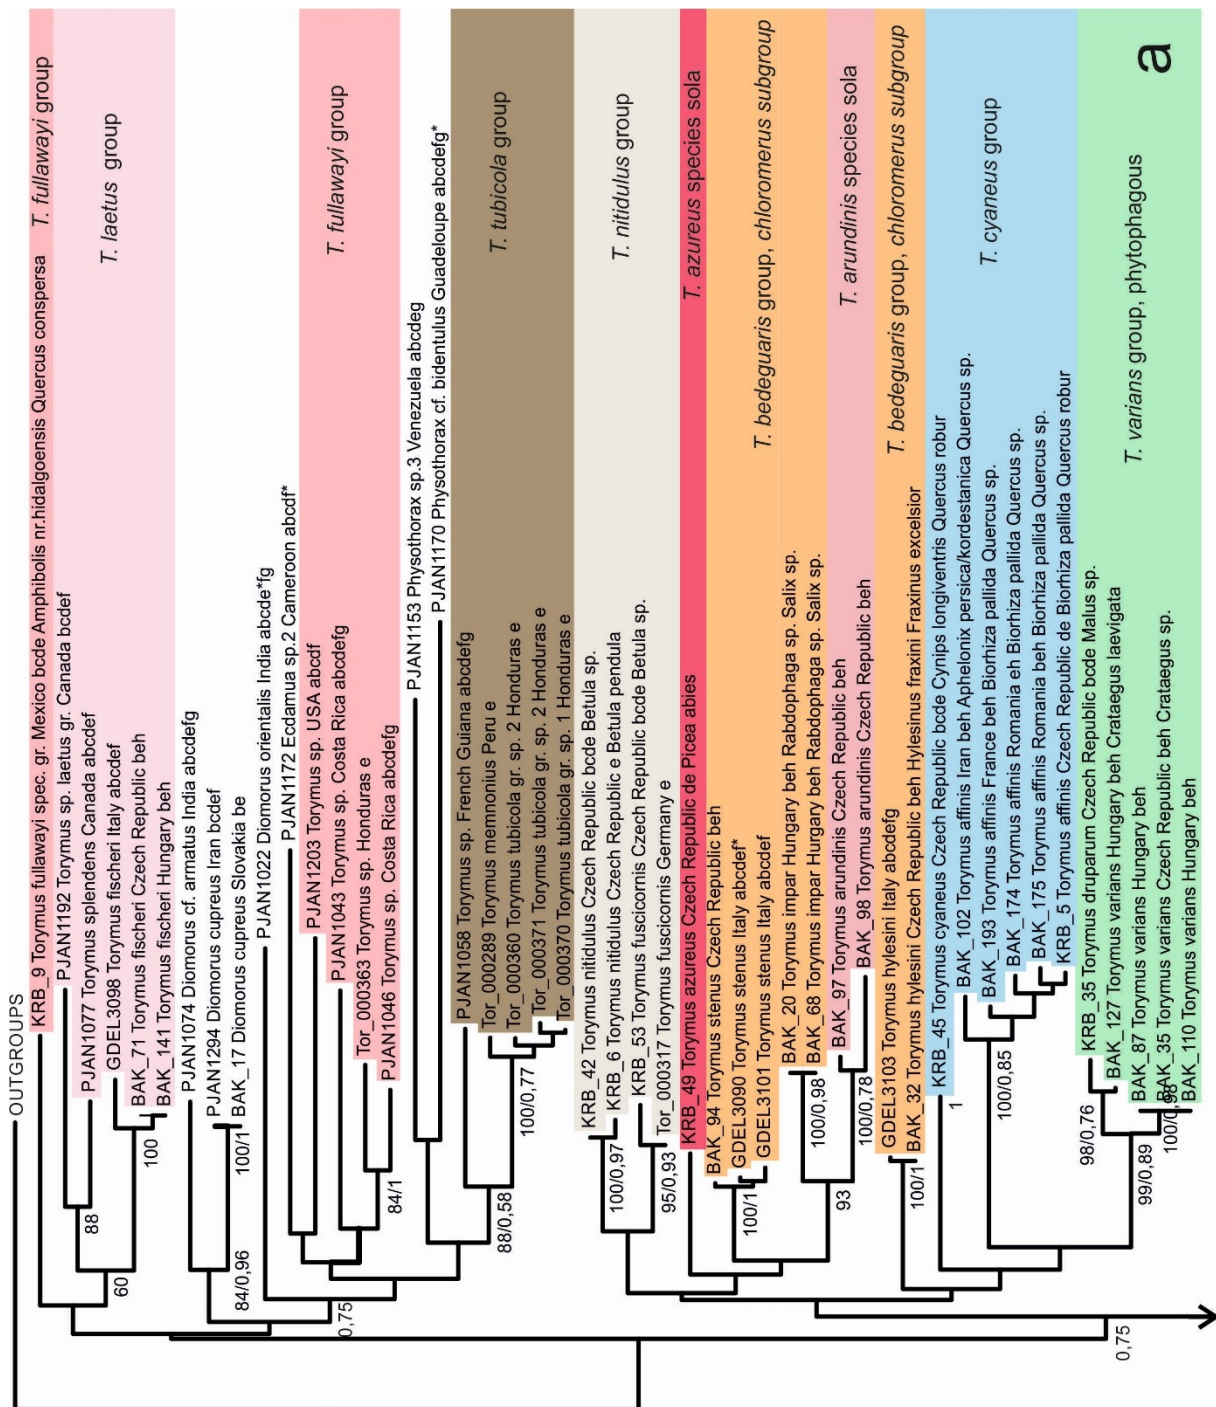 OUTGROUPS
KRB_9 Torymus fullawayi spec. gr. Mexico bcde Amphibolis nr.hidalgoensis Quercus conspersa
T. fullawayi group
PJAN1192 Torymus sp. laetus gr. Canada bcdef
PJAN1077 Torymus splendens Canada abcdef
GDEL3098 Torymus fischeri Italy abcdef
BAK_71 Torymus fischeri Czech Republic beh
BAK_141 Torymus fischeri Hungary beh
T. laetus group
88
100
60
PJAN1074 Diomorus cf. armatus India abcdefg
PJAN1294 Diomorus cupreus Iran bcdef
BAK_17 Diomorus cupreus Slovakia be
100/1
84/0,96
PJAN1022 Diomorus orientalis India abcde*fg
PJAN1172 Ecdamua sp.2 Cameroon abcdf*
PJAN1203 Torymus sp. USA abcdf
PJAN1043 Torymus sp. Costa Rica abcdefg
Tor_000363 Torymus sp. Honduras e
PJAN1046 Torymus sp. Costa Rica abcdefg
T. fullawayi group
84/1
0,75
PJAN1153 Physothorax sp.3 Venezuela abcdeg
PJAN1170 Physothorax cf. bidentulus Guadeloupe abcdefg*
PJAN1058 Torymus sp. French Guiana abcdefg
Tor_000289 Torymus memnonius Peru e
Tor_000360 Torymus tubicola gr. sp. 2 Honduras e
Tor_000371 Torymus tubicola gr. sp. 2 Honduras e
Tor_000370 Torymus tubicola gr. sp. 1 Honduras e
T. tubicola group
100/0,77
88/0,58
KRB_42 Torymus nitidulus Czech Republic bcde Betula sp.
KRB_6 Torymus nitidulus Czech Republic e Betula pendula
KRB_53 Torymus fuscicornis Czech Republic bcde Betula sp.
Tor_000317 Torymus fuscicornis Germany e
T. nitidulus group
100/0,97
95/0,93
KRB_49 Torymus azureus Czech Republic de Picea abies
T. azureus species sola
BAK_94 Torymus stenus Czech Republic beh
GDEL3090 Torymus stenus Italy abcdef*
GDEL3101 Torymus stenus Italy abcdef
BAK_20 Torymus impar Hungary beh Rabdophaga sp. Salix sp.
BAK_68 Torymus impar Hungary beh Rabdophaga sp. Salix sp.
T. bedeguaris group, chloromerus subgroup
100/1
100/0,98
BAK_97 Torymus arundinis Czech Republic beh
BAK_98 Torymus arundinis Czech Republic beh
T. arundinis species sola
100/0,78
93
GDEL3103 Torymus hylesini Italy abcdefg
BAK_32 Torymus hylesini Czech Republic beh Hylesinus fraxini Fraxinus excelsior
T. bedeguaris group, chloromerus subgroup
100/1
KRB_45 Torymus cyaneus Czech Republic bcde Cynips longiventris Quercus robur
BAK_102 Torymus affinis Iran beh Aphelonix persica/kordestanica Quercus sp.
BAK_193 Torymus affinis France beh Biorhiza pallida Quercus sp.
BAK_174 Torymus affinis Romania eh Biorhiza pallida Quercus sp.
BAK_175 Torymus affinis Romania beh Biorhiza pallida Quercus sp.
KRB_5 Torymus affinis Czech Republic de Biorhiza pallida Quercus robur
T. cyaneus group
1
100/0,85
KRB_35 Torymus druparum Czech Republic bcde Malus sp.
BAK_127 Torymus varians Hungary beh Crataegus laevigata
BAK_87 Torymus varians Hungary beh
BAK_35 Torymus varians Czech Republic beh Crataegus sp.
BAK_110 Torymus varians Hungary beh
T. varians group, phytophagous
98/0,76
100/0,98
99/0,89
0,75
a